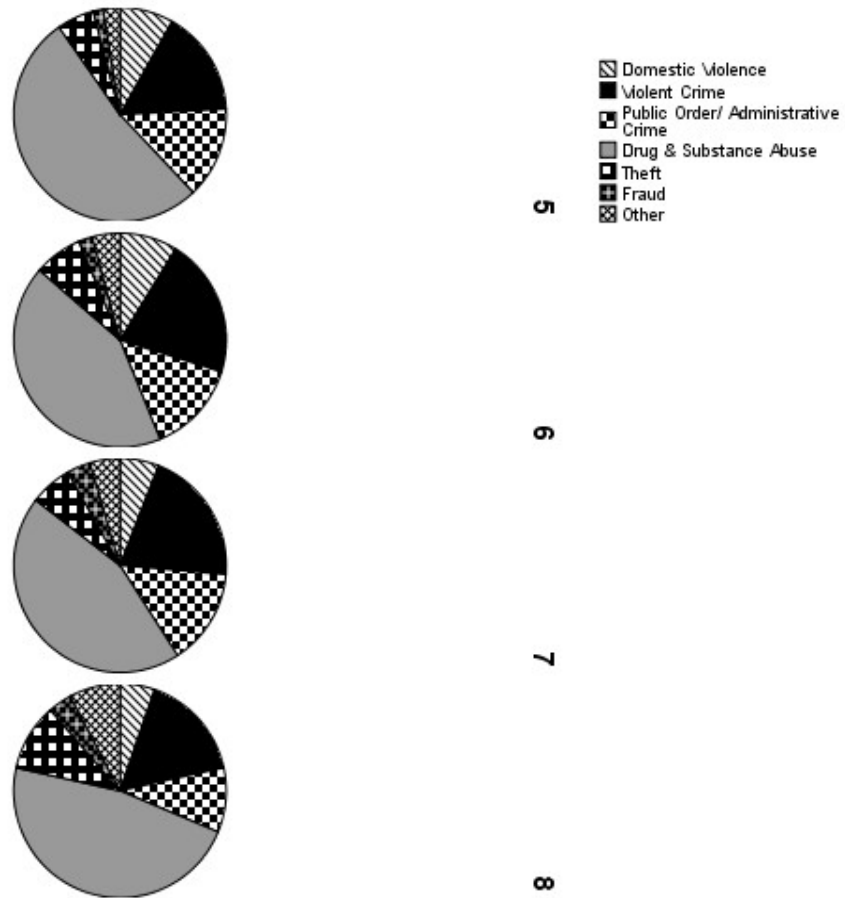 Domestic Violence
Violent Crime
Public Order/ Administrative
Crime
Drug & Substance Abuse
Theft
Fraud
Other
5
6
7
8